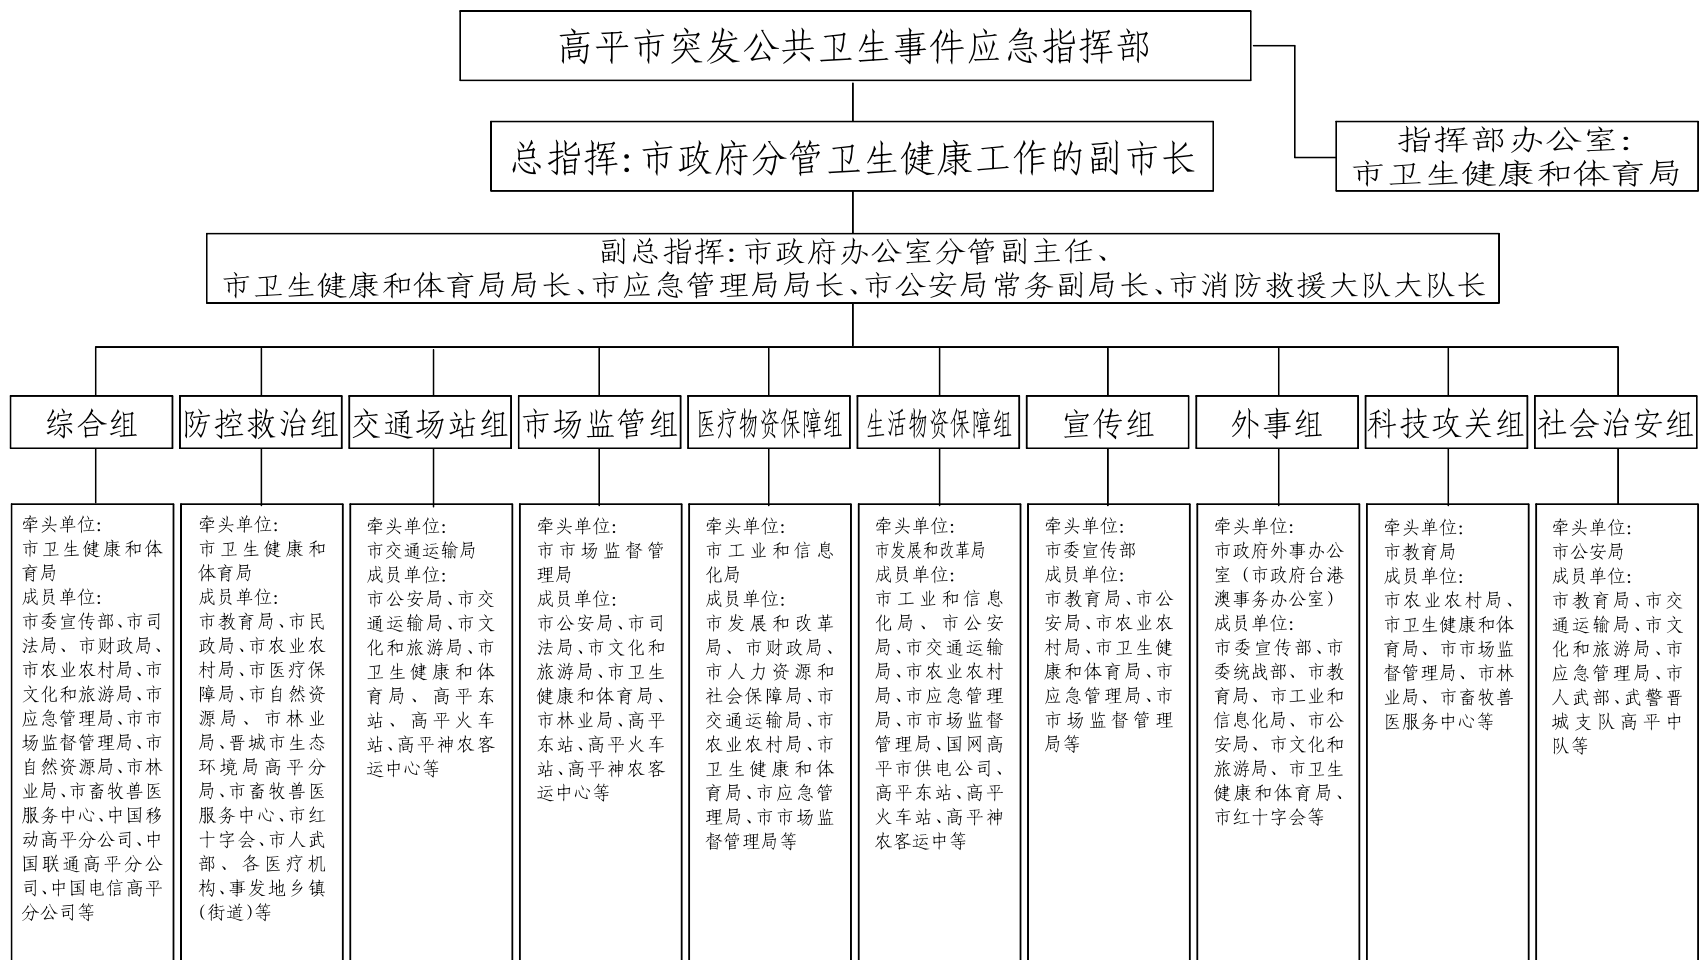 高平市突发公共卫生事件应急指挥部
总指挥:市政府分管卫生健康工作的副市长
指挥部办公室:
市卫生健康和体育局
副总指挥:市政府办公室分管副主任、
市卫生健康和体育局局长、市应急管理局局长、市公安局常务副局长、市消防救援大队大队长
综合组
牵头单位:
市卫生健康和体
育局
成员单位:
市委宣传部、市司
法局、市财政局、
市农业农村局、市
文化和旅游局、市
应急管理局、市市
场监督管理局、市
自然资源局、市林
业局、市畜牧兽医
服务中心、中国移
动高平分公司、中
国联通高平分公
司、中国电信高平
分公司等
防控救治组
牵头单位:
市卫生健康和
体育局
成员单位:
市教育局、市民
政局、市农业农
村局、市医疗保
障局、市自然资
源局、市林业
局、晋城市生态
环境局高平分
局、市畜牧兽医
服务中心、市红
十字会、市人武
部、各医疗机
构、事发地乡镇
(街道)等
交通场站组
牵头单位:
市交通运输局
成员单位:
市公安局、市交
通运输局、市文
化和旅游局、市
卫生健康和体
育局、高平东
站、高平火车
站、高平神农客
运中心等
市场监管组
牵头单位:
市市场监督管
理局
成员单位:
市公安局、市司
法局、市文化和
旅游局、市卫生
健康和体育局、
市林业局、高平
东站、高平火车
站、高平神农客
运中心等
医疗物资保障组
牵头单位:
市工业和信息
化局
成员单位:
市发展和改革
局、市财政局、
市人力资源和
社会保障局、市
交通运输局、市
农业农村局、市
卫生健康和体
育局、市应急管
理局、市市场监
督管理局等
生活物资保障组
牵头单位:
市发展和改革局
成员单位:
市工业和信息
化局、市公安
局、市交通运输
局、市农业农村
局、市应急管理
局、市市场监督
管理局、国网高
平市供电公司、
高平东站、高平
火车站、高平神
农客运中等
宣传组
牵头单位:
市委宣传部
成员单位:
市教育局、市公
安局、市农业农
村局、市卫生健
康和体育局、市
应急管理局、市
市场监督管理
局等
外事组
牵头单位:
市政府外事办公
室（市政府台港
澳事务办公室）
成员单位:
市委宣传部、市
委统战部、市教
育局、市工业和
信息化局、市公
安局、市文化和
旅游局、市卫生
健康和体育局、
市红十字会等
科技攻关组
牵头单位:
市教育局
成员单位:
市农业农村局、
市卫生健康和体
育局、市市场监
督管理局、市林
业局、市畜牧兽
医服务中心等
社会治安组
牵头单位:
市公安局
成员单位:
市教育局、市交
通运输局、市文
化和旅游局、市
应急管理局、市
人武部、武警晋
城支队高平中
队等